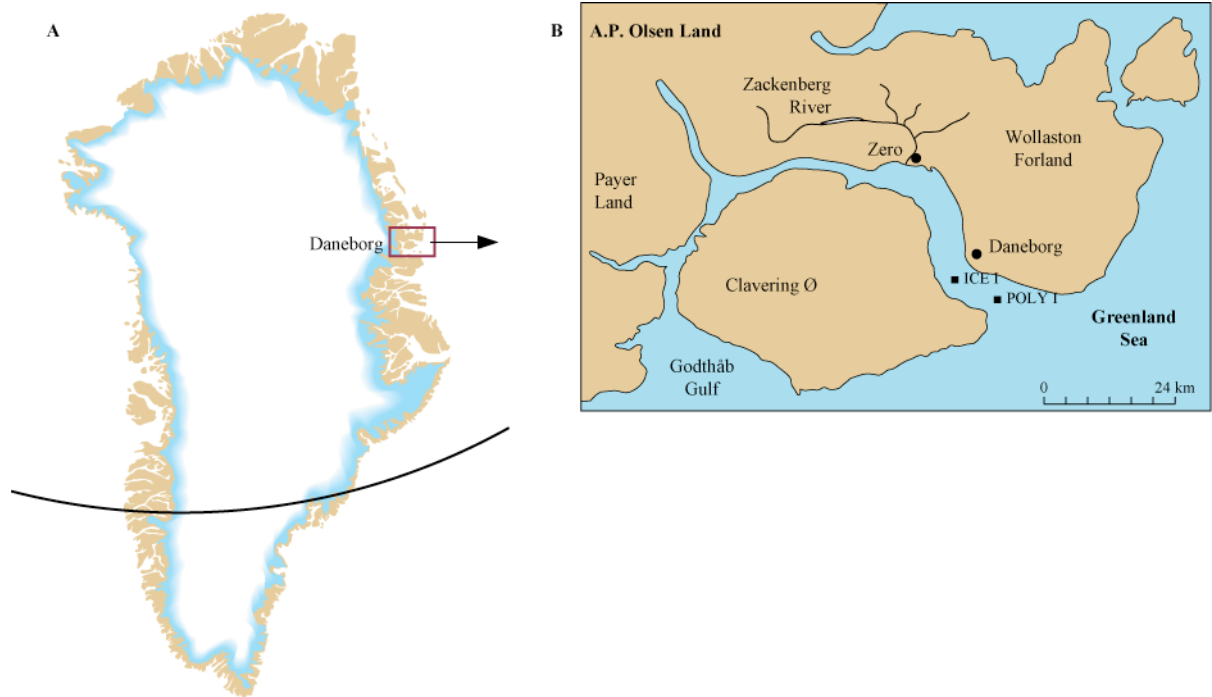 A
Daneborg
B
A.P. Olsen Land
Zackenberg
River
Zero
Wollaston
Forland
Payer
Land
Daneborg
ICE I
Clavering Ø
POLY I
Greenland
Sea
Godthåb
Gulf
0
24 km